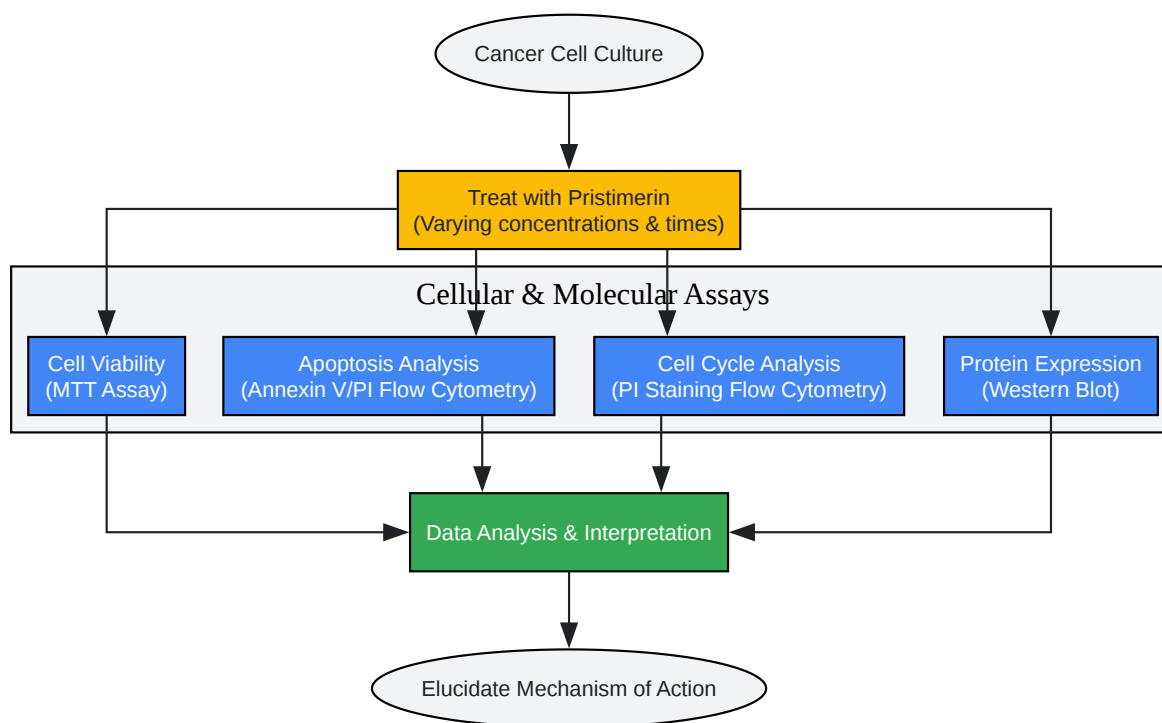 Cancer Cell Culture
Treat with Pristimerin
(Varying concentrations & times)
Cellular & Molecular Assays
Cell Viability
(MTT Assay)
Apoptosis Analysis
(Annexin V/PI Flow Cytometry)
Cell Cycle Analysis
(PI Staining Flow Cytometry)
Protein Expression
(Western Blot)
Data Analysis & Interpretation
Elucidate Mechanism of Action